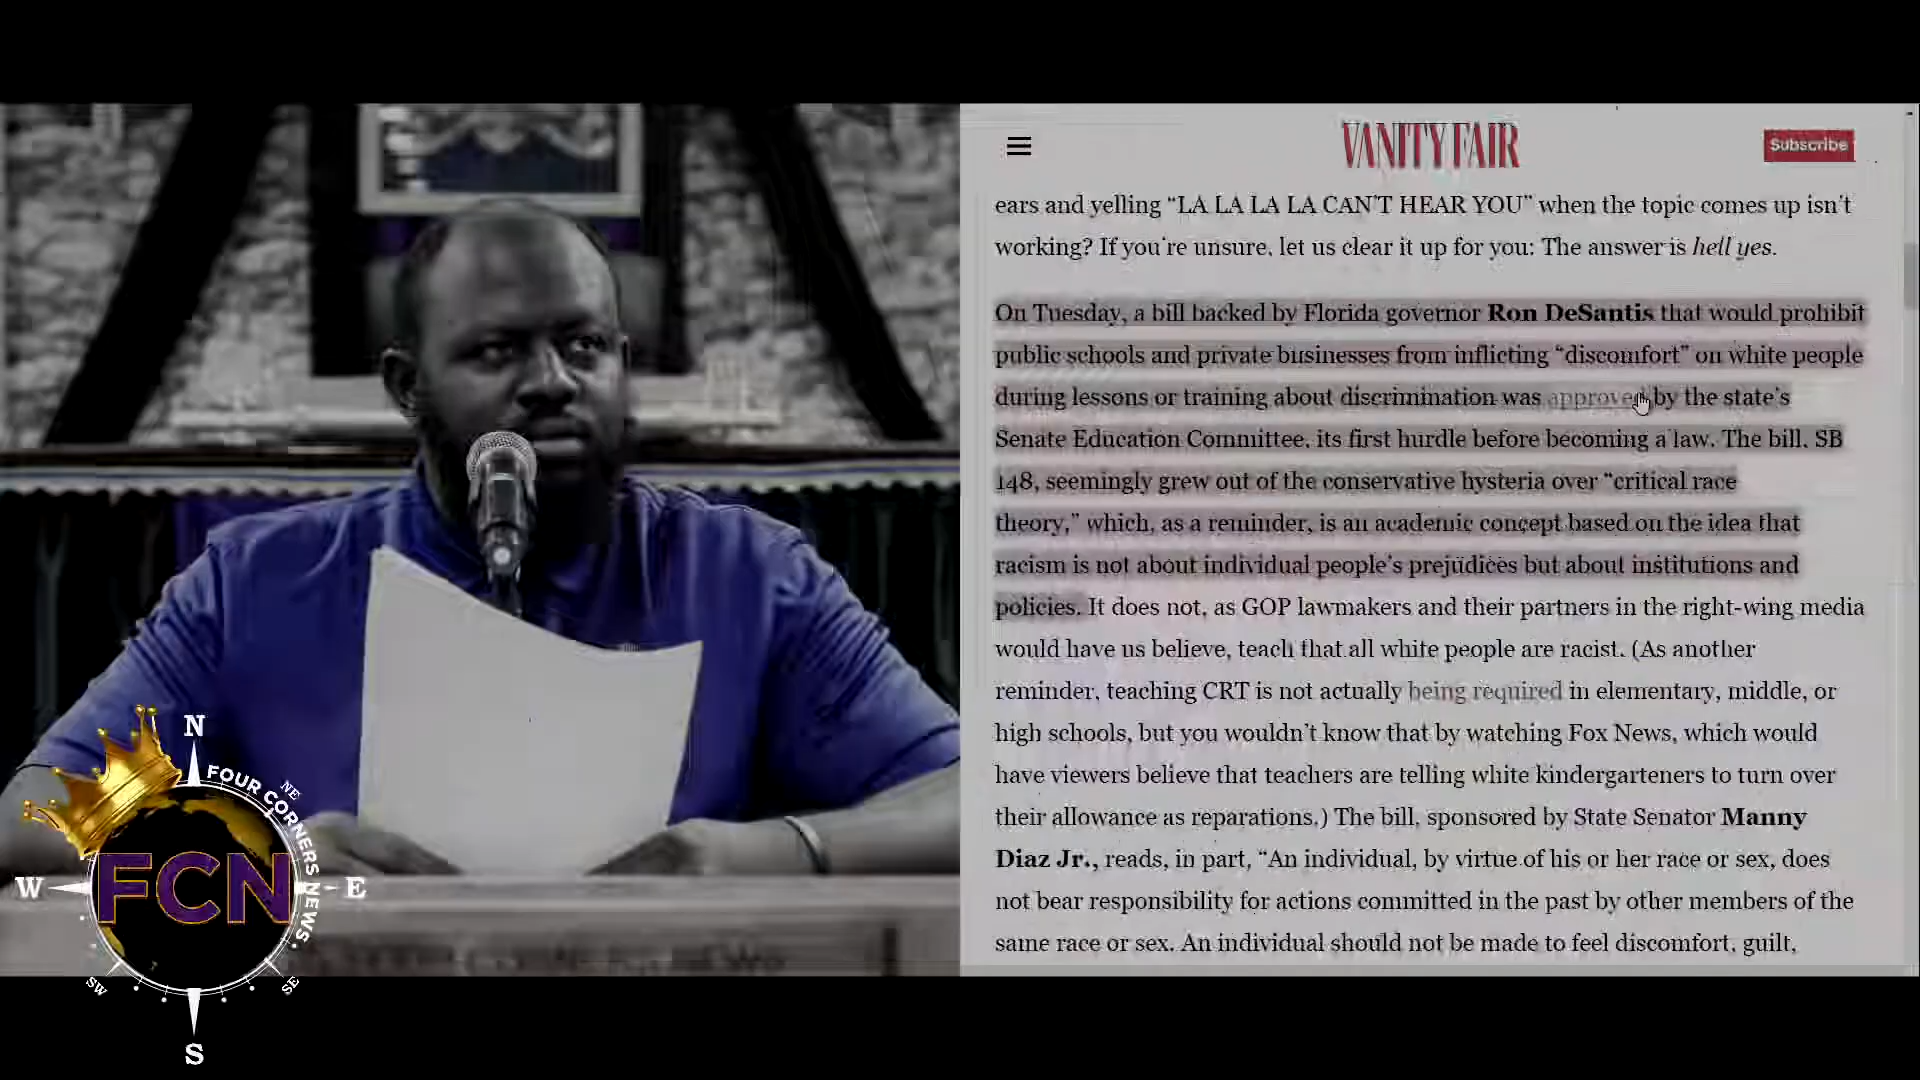 VANITY FAIR
Subscribe
ears and yelling “LA LA LA LA CAN’T HEAR YOU” when the topic comes up isn’t
working? If you’re unsure, let us clear it up for you: The answer is hell yes.
On Tuesday, a bill backed by Florida governor Ron DeSantis that would prohibit
public schools and private businesses from inflicting “discomfort” on white people
during lessons or training about discrimination was approved by the state’s
Senate Education Committee, its first hurdle before becoming a law. The bill, SB
148, seemingly grew out of the conservative hysteria over “critical race
theory,” which, as a reminder, is an academic concept based on the idea that
racism is not about individual people’s prejudices but about institutions and
policies. It does not, as GOP lawmakers and their partners in the right-wing media
would have us believe, teach that all white people are racist. (As another
reminder, teaching CRT is not actually being required in elementary, middle, or
high schools, but you wouldn’t know that by watching Fox News, which would
have viewers believe that teachers are telling white kindergarteners to turn over
their allowance as reparations.) The bill, sponsored by State Senator Manny
Diaz Jr., reads, in part, “An individual, by virtue of his or her race or sex, does
not bear responsibility for actions committed in the past by other members of the
same race or sex. An individual should not be made to feel discomfort, guilt,
N
NE
FOUR CORNERS NEWS
W
FCN
E
SW
SE
S